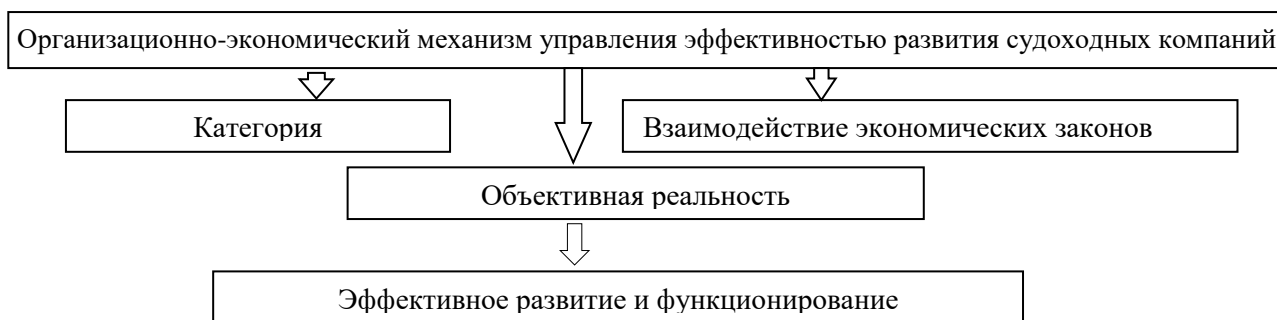 Организационно-экономический механизм управления эффективностью развития судоходных компаний
Категория
Взаимодействие экономических законов
Объективная реальность
Эффективное развитие и функционирование